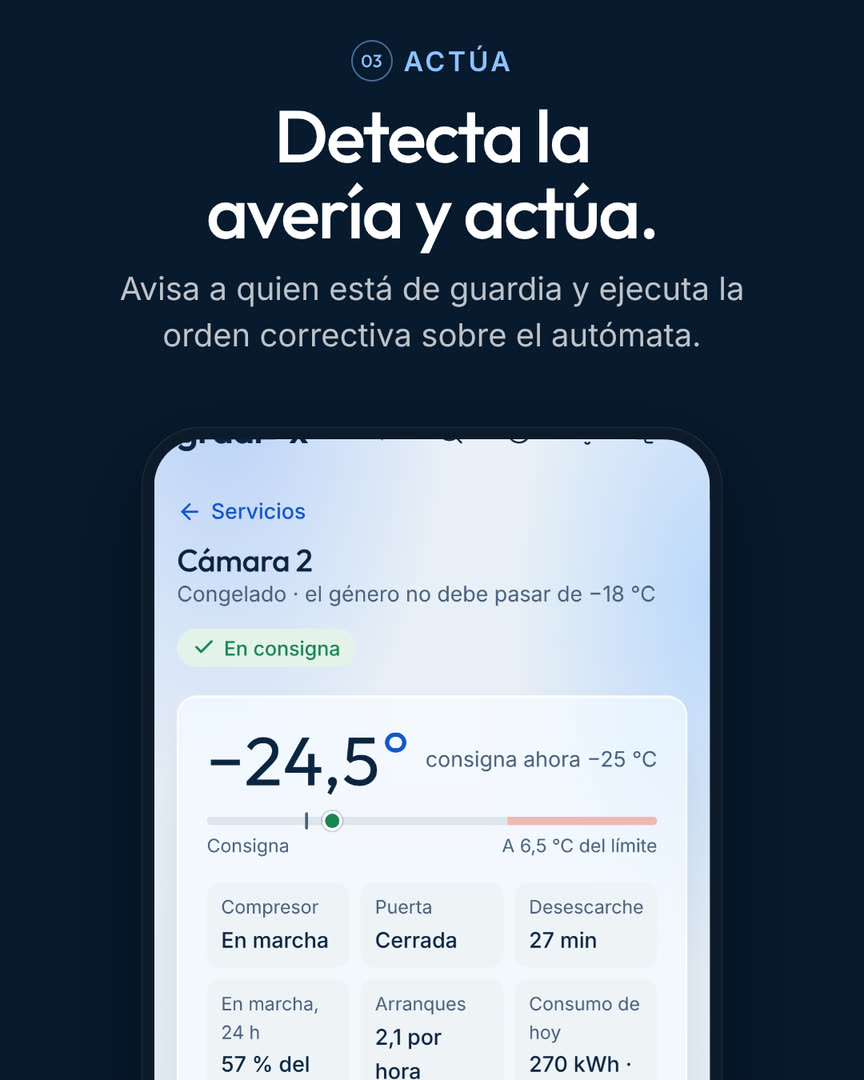 03 ACTÚA
Detecta la
avería y actúa.
Avisa a quien está de guardia y ejecuta la
orden correctiva sobre el autómata.
← Servicios
Cámara 2
Congelado · el género no debe pasar de −18 °C
En consigna
−24,5° consigna ahora −25 °C
Consigna A 6,5 °C del límite
Compresor Puerta Desescarche
En marcha Cerrada 27 min
En marcha, Arranques Consumo de
24 h 2,1 por hoy
57 % del hora 270 kWh ·